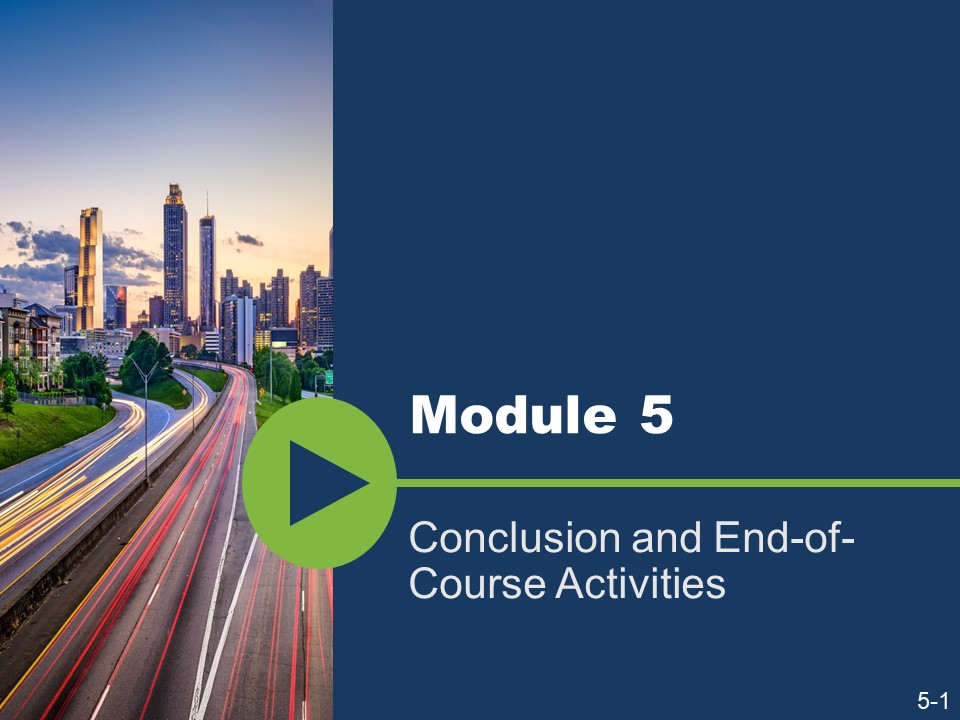 Module 5
Conclusion and End-of-
Course Activities
5-1